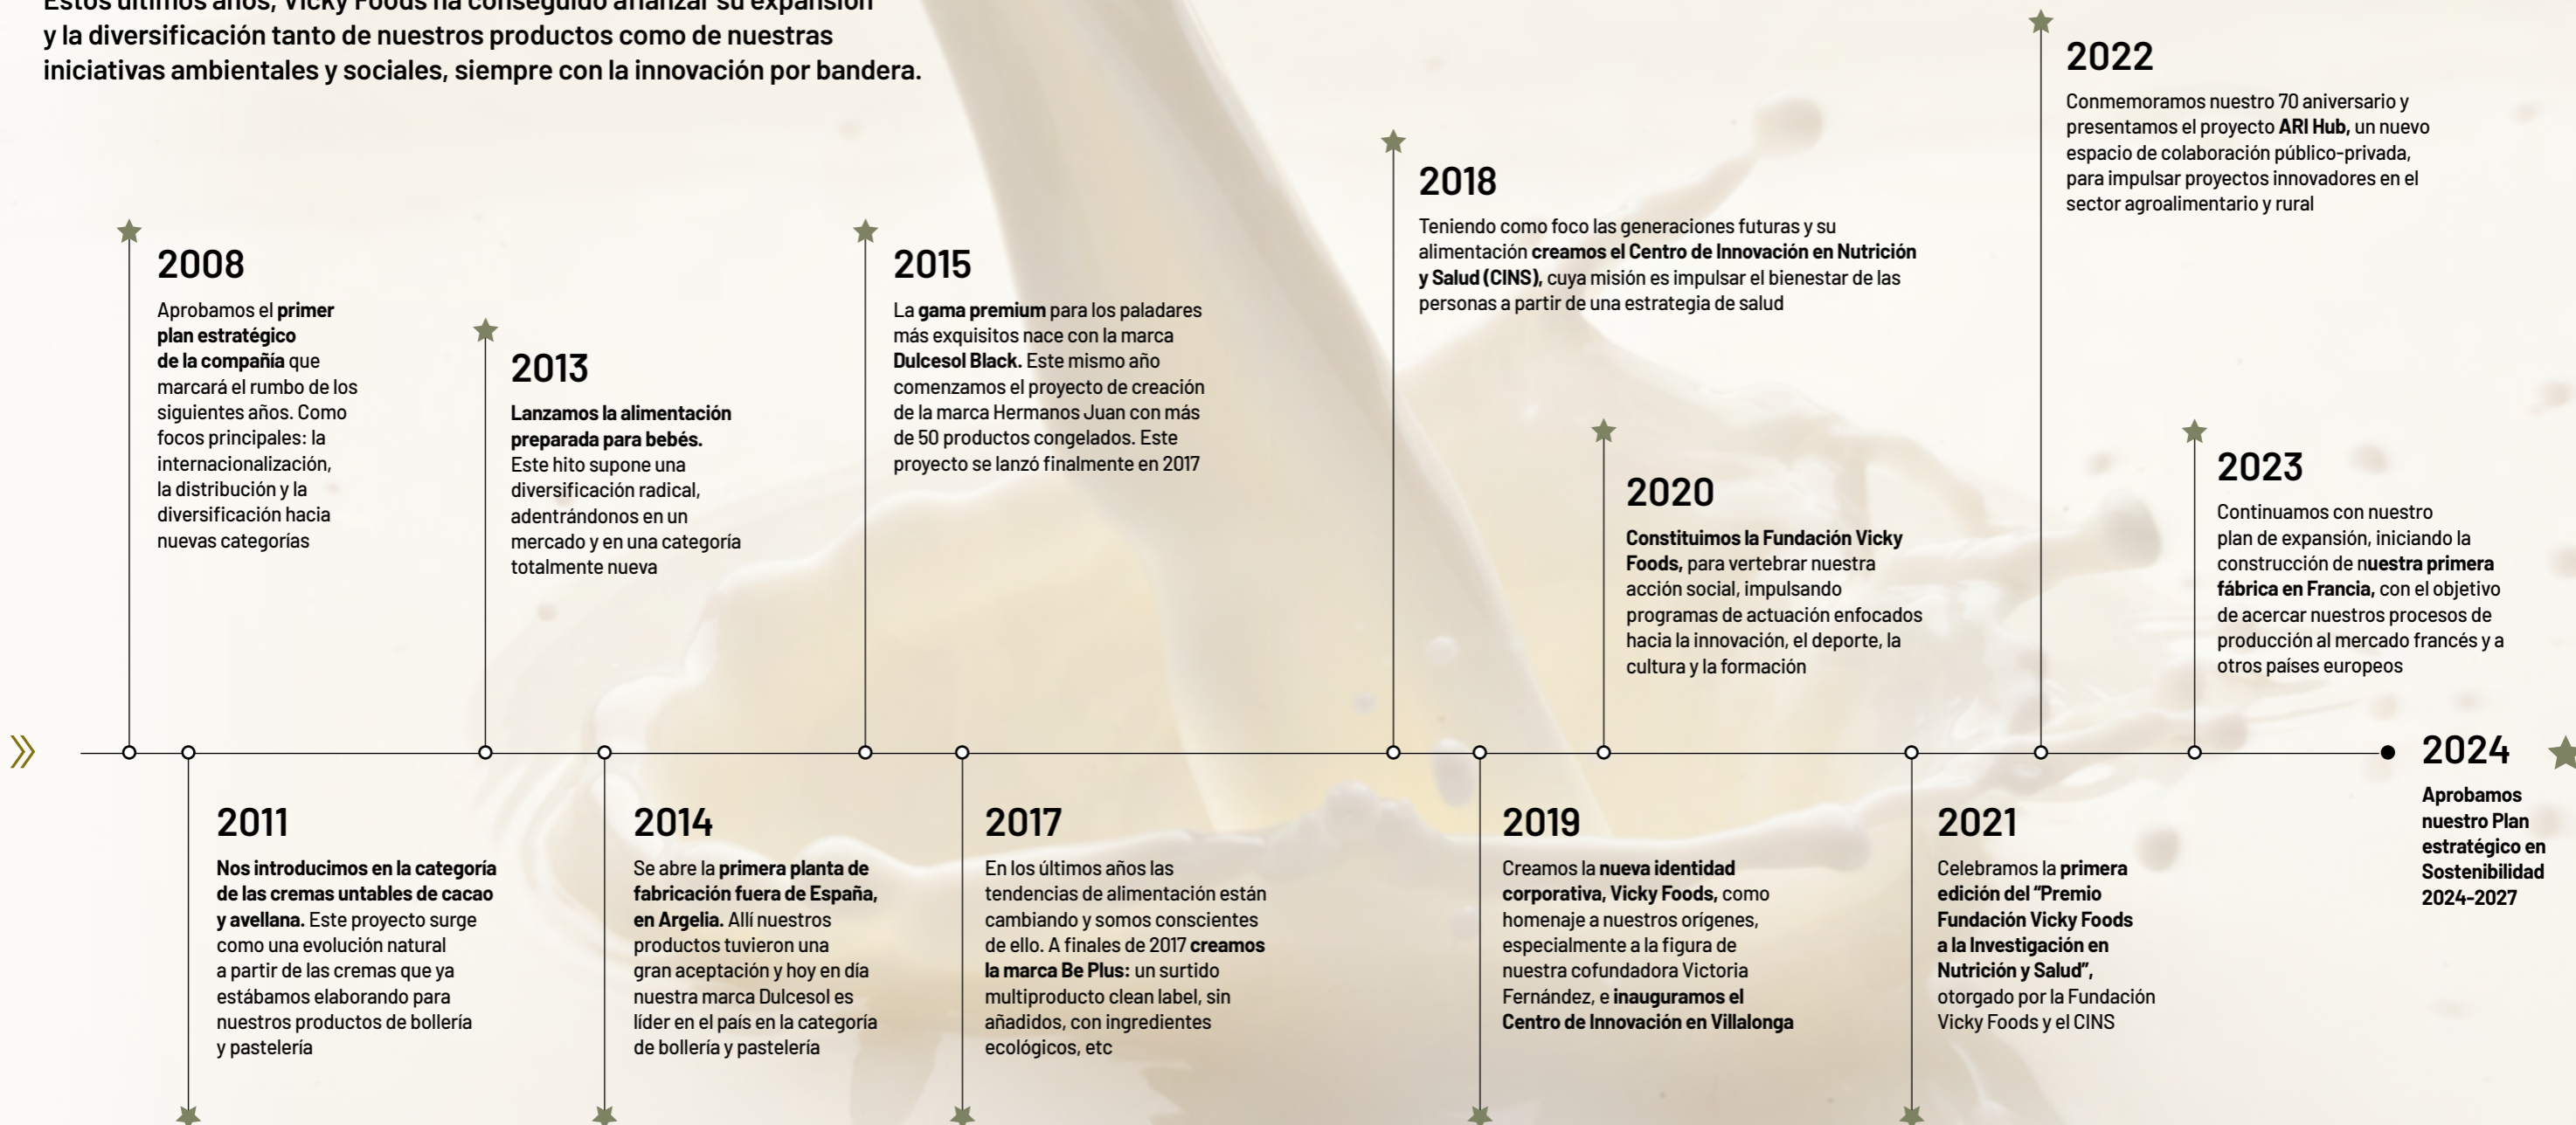 Estos últimos años, Vicky Foods ha conseguido afianzar su expansión
y la diversificación tanto de nuestros productos como de nuestras
iniciativas ambientales y sociales, siempre con la innovación por bandera.
2008
Aprobamos el primer
plan estratégico
de la compañía que
marcará el rumbo de los
siguientes años. Como
focos principales: la
internacionalización,
la distribución y la
diversificación hacia
nuevas categorías
2011
Nos introducimos en la categoría
de las cremas untables de cacao
y avellana. Este proyecto surge
como una evolución natural
a partir de las cremas que ya
estábamos elaborando para
nuestros productos de bollería
y pastelería
2013
Lanzamos la alimentación
preparada para bebés.
Este hito supone una
diversificación radical,
adentrándonos en un
mercado y en una categoría
totalmente nueva
2014
Se abre la primera planta de
fabricación fuera de España,
en Argelia. Allí nuestros
productos tuvieron una
gran aceptación y hoy en día
nuestra marca Dulcesol es
líder en el país en la categoría
de bollería y pastelería
2015
La gama premium para los paladares
más exquisitos nace con la marca
Dulcesol Black. Este mismo año
comenzamos el proyecto de creación
de la marca Hermanos Juan con más
de 50 productos congelados. Este
proyecto se lanzó finalmente en 2017
2017
En los últimos años las
tendencias de alimentación están
cambiando y somos conscientes
de ello. A finales de 2017 creamos
la marca Be Plus: un surtido
multiproducto clean label, sin
añadidos, con ingredientes
ecológicos, etc
2018
Teniendo como foco las generaciones futuras y su
alimentación creamos el Centro de Innovación en Nutrición
y Salud (CINS), cuya misión es impulsar el bienestar de las
personas a partir de una estrategia de salud
2019
Creamos la nueva identidad
corporativa, Vicky Foods, como
homenaje a nuestros orígenes,
especialmente a la figura de
nuestra cofundadora Victoria
Fernández, e inauguramos el
Centro de Innovación en Villalonga
2020
Constituimos la Fundación Vicky
Foods, para vertebrar nuestra
acción social, impulsando
programas de actuación enfocados
hacia la innovación, el deporte, la
cultura y la formación
2021
Celebramos la primera
edición del “Premio
Fundación Vicky Foods
a la Investigación en
Nutrición y Salud”,
otorgado por la Fundación
Vicky Foods y el CINS
2022
Conmemoramos nuestro 70 aniversario y
presentamos el proyecto ARI Hub, un nuevo
espacio de colaboración público-privada,
para impulsar proyectos innovadores en el
sector agroalimentario y rural
2023
Continuamos con nuestro
plan de expansión, iniciando la
construcción de nuestra primera
fábrica en Francia, con el objetivo
de acercar nuestros procesos de
producción al mercado francés y a
otros países europeos
2024
Aprobamos
nuestro Plan
estratégico en
Sostenibilidad
2024-2027